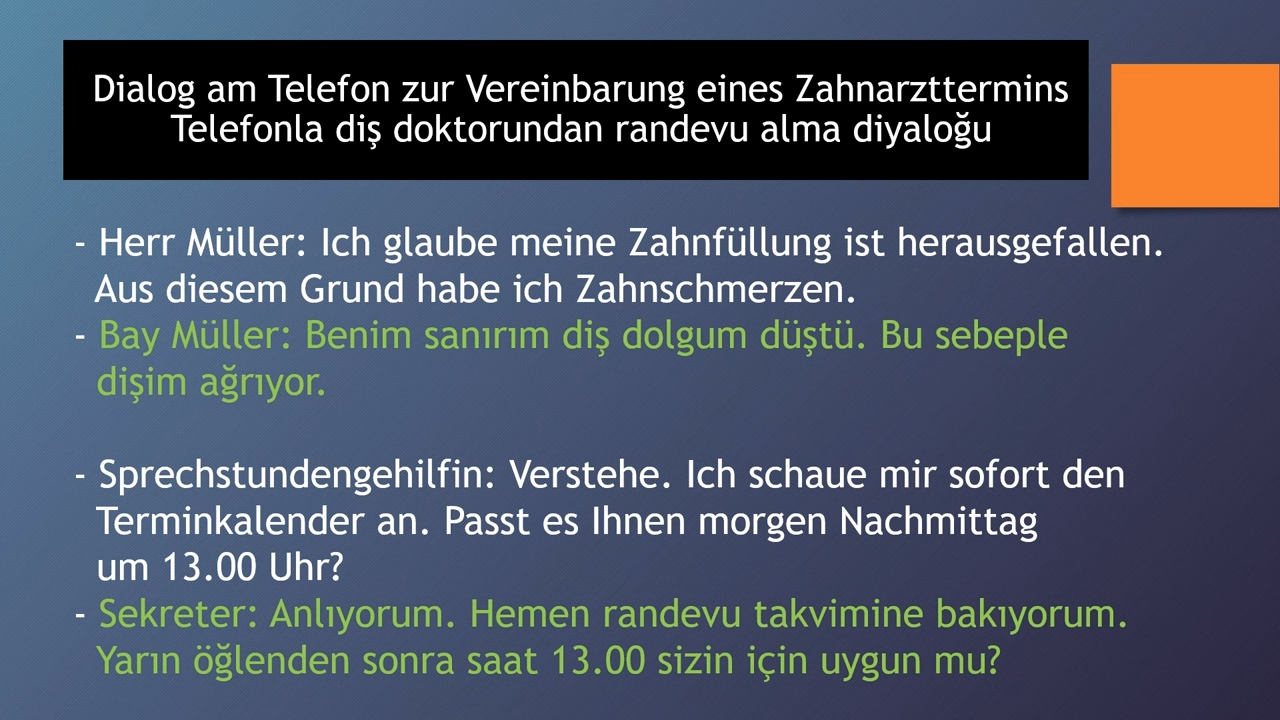 Dialog am Telefon zur Vereinbarung eines Zahnarzttermins
Telefonla diş doktorundan randevu alma diyaloğu
- Herr Müller: Ich glaube meine Zahnfüllung ist herausgefallen.
Aus diesem Grund habe ich Zahnschmerzen.
- Bay Müller: Benim sanırım diş dolgum düştü. Bu sebeple
dişim ağrıyor.
- Sprechstundengehilfin: Verstehe. Ich schaue mir sofort den
Terminkalender an. Passt es Ihnen morgen Nachmittag
um 13.00 Uhr?
- Sekreter: Anlıyorum. Hemen randevu takvimine bakıyorum.
Yarın öğlenden sonra saat 13.00 sizin için uygun mu?